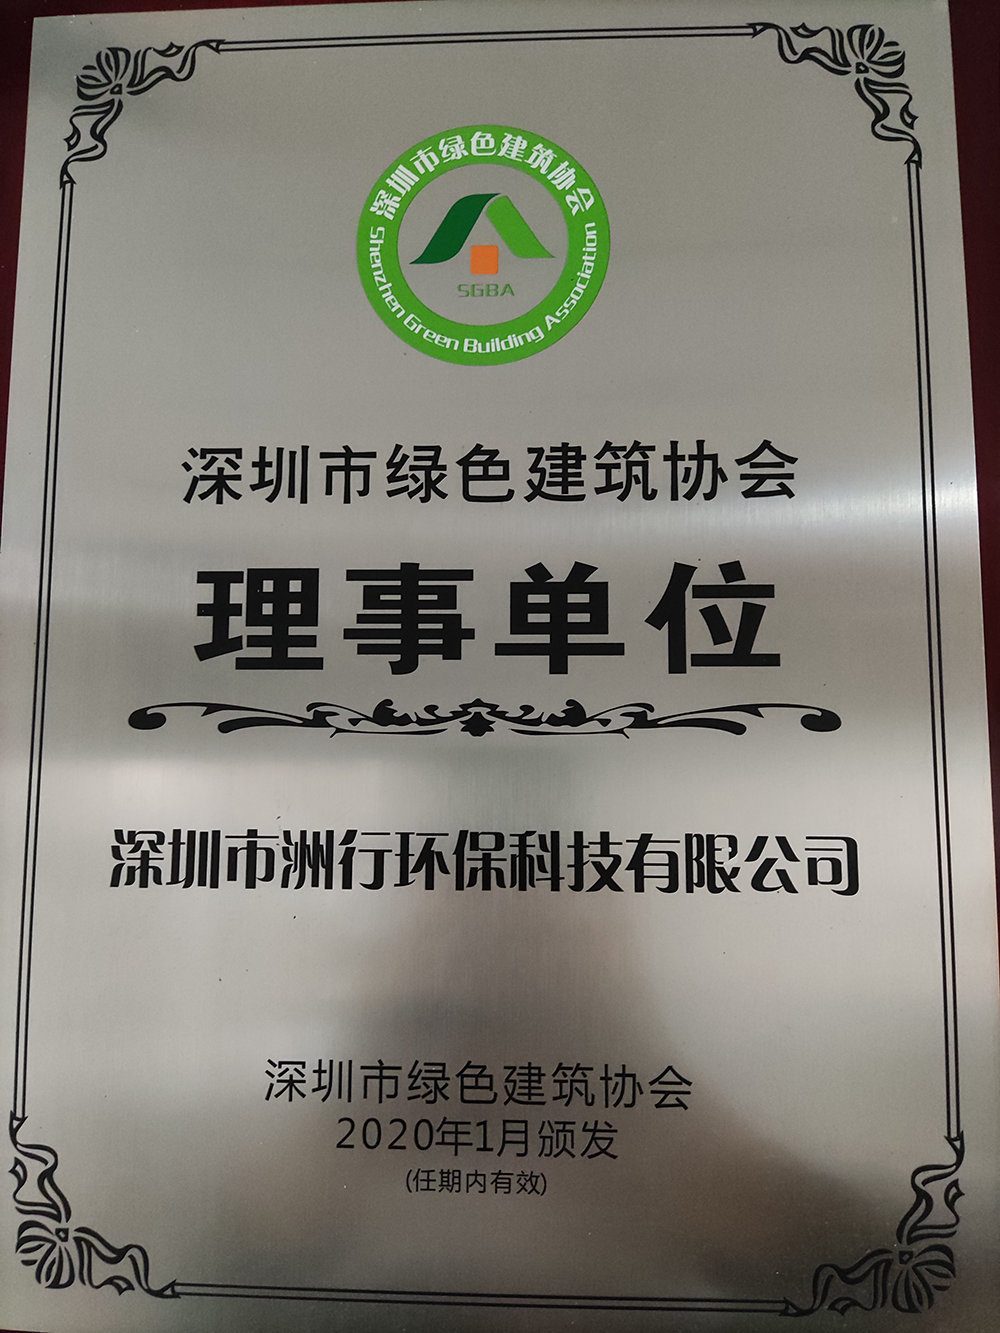 深圳市绿色建筑协会
SGBA
Shenzhen Green Building Association
深圳市绿色建筑协会
理事单位
深圳市洲行环保科技有限公司
深圳市绿色建筑协会
2020年1月颁发
(任期内有效)